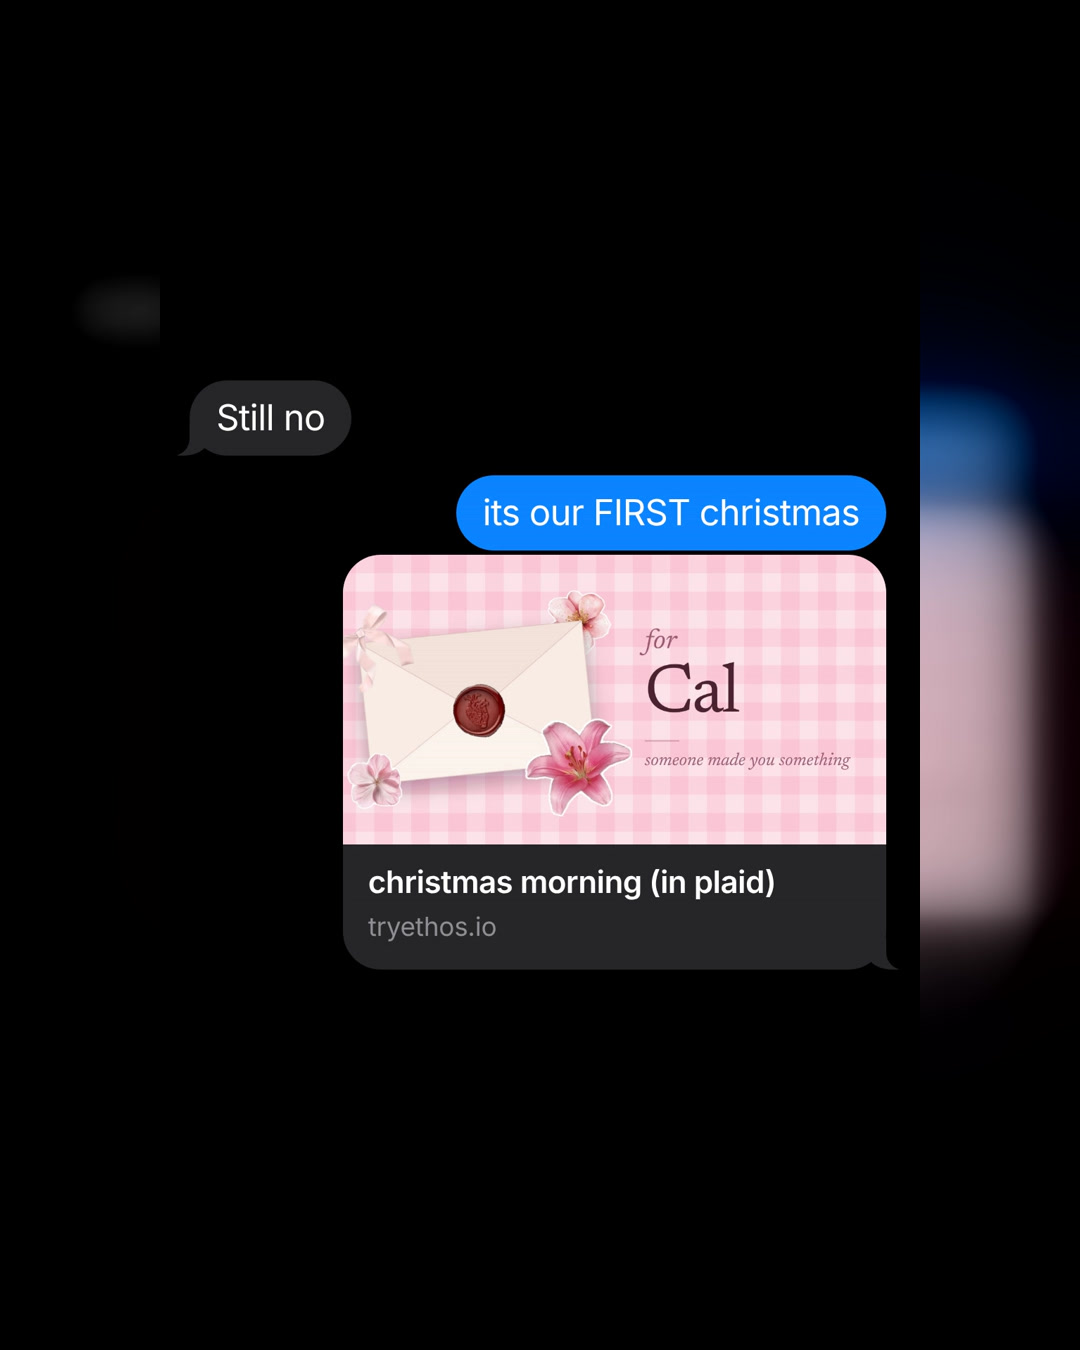 Still no
its our FIRST christmas
for
Cal
someone made you something
christmas morning (in plaid)
tryethos.io